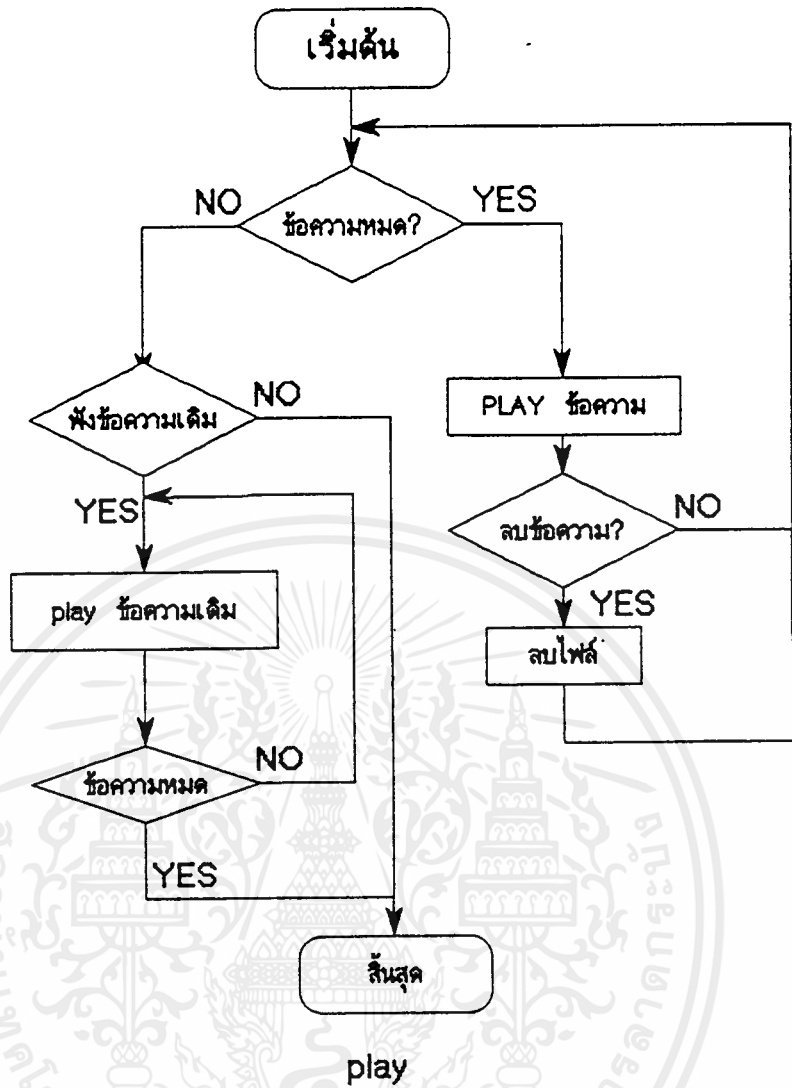 เริ่มต้น
NO
YES
ข้อความหมด?
ฟังข้อความเดิม
NO
PLAY ข้อความ
YES
ลบข้อความ?
NO
play ข้อความเดิม
YES
ลบไฟล์
ข้อความหมด
NO
YES
สิ้นสุด
play